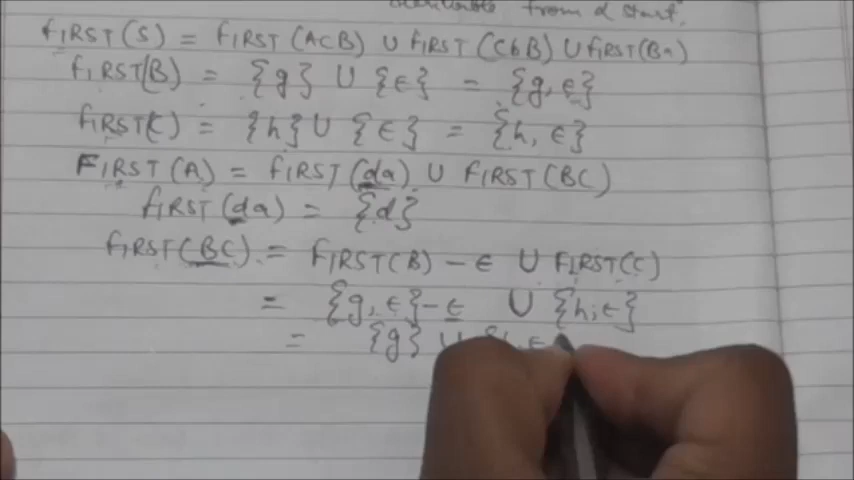 from a start.
FIRST(S) = FIRST(ACB) ∪ FIRST(CbB) ∪ FIRST(Ba)
FIRST(B) = {g} ∪ {ε} = {g, ε}
FIRST(C) = {h} ∪ {ε} = {h, ε}
FIRST(A) = FIRST(da) ∪ FIRST(BC)
FIRST(da) = {d}
FIRST(BC) = FIRST(B) – ε ∪ FIRST(C)
= {g, ε} – ε ∪ {h, ε}
= {g} ∪ {h, ε